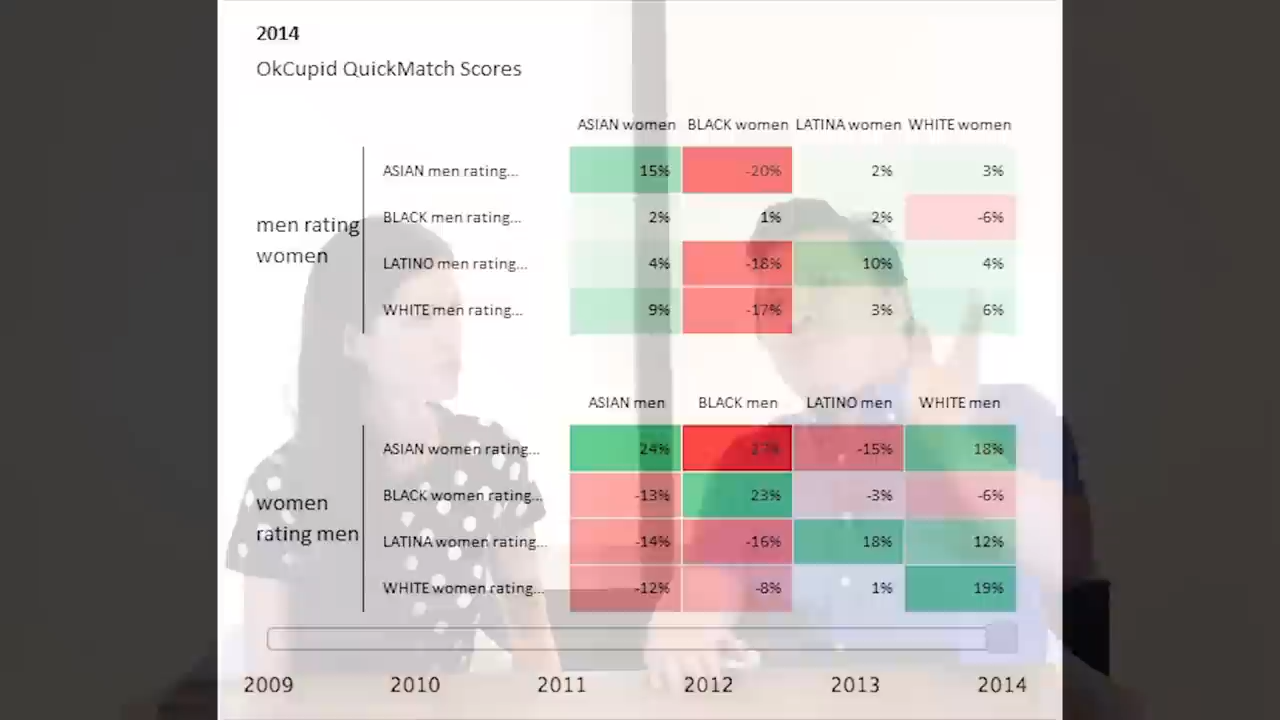 2014
OkCupid QuickMatch Scores
ASIAN women BLACK women LATINA women WHITE women
men rating women
ASIAN men rating... 15% -20% 2% 3%
BLACK men rating... 2% 1% 2% -6%
LATINO men rating... 4% -18% 10% 4%
WHITE men rating... 9% -17% 3% 6%
ASIAN men BLACK men LATINO men WHITE men
women rating men
ASIAN women rating... 24% -15% 18%
BLACK women rating... -13% 23% -3% -6%
LATINA women rating... -14% -16% 18% 12%
WHITE women rating... -12% -8% 1% 19%
2009 2010 2011 2012 2013 2014